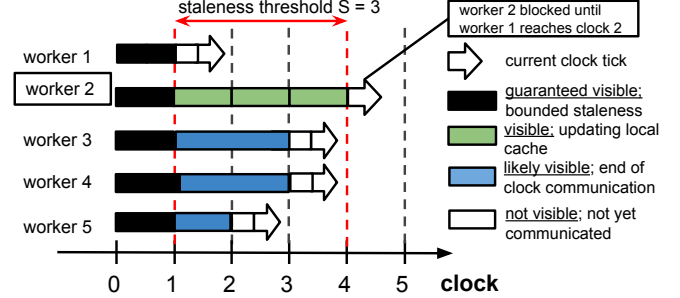 staleness threshold S = 3
worker 2 blocked until
worker 1 reaches clock 2
worker 1
worker 2
worker 3
worker 4
worker 5
current clock tick
guaranteed visible;
bounded staleness
visible; updating local
cache
likely visible; end of
clock communication
not visible; not yet
communicated
0 1 2 3 4 5 clock